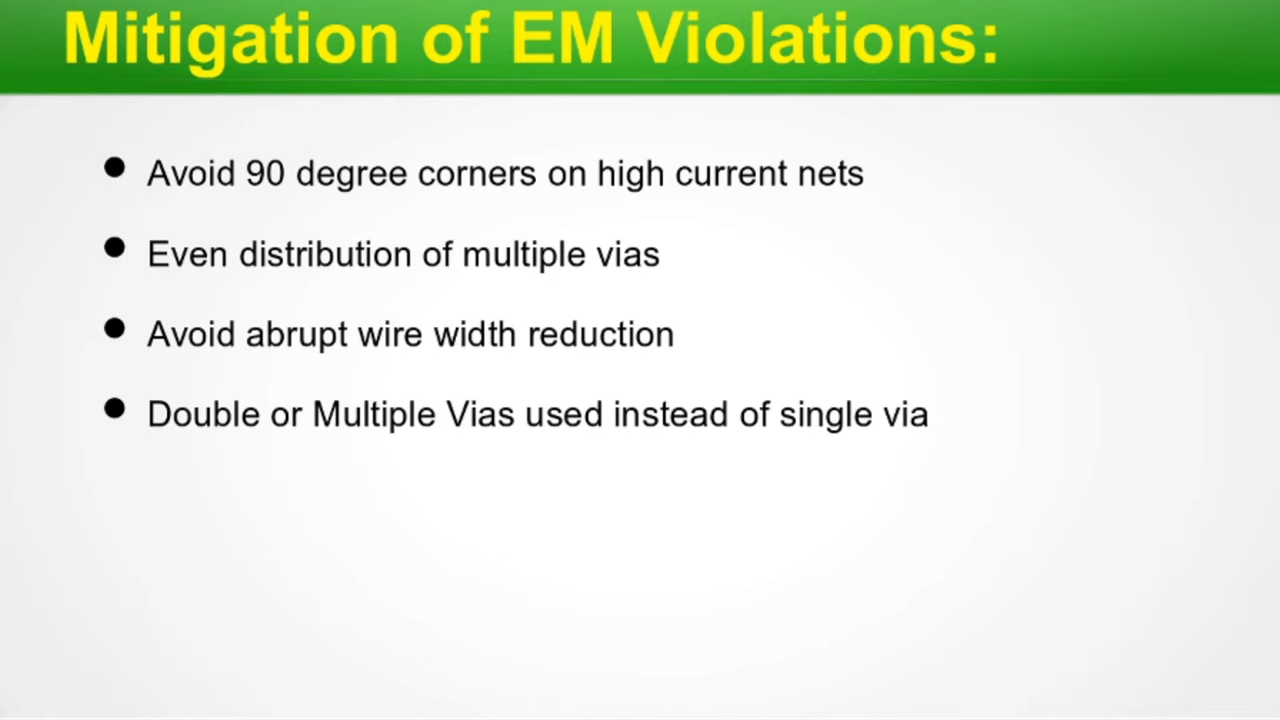 Mitigation of EM Violations:
● Avoid 90 degree corners on high current nets
● Even distribution of multiple vias
● Avoid abrupt wire width reduction
● Double or Multiple Vias used instead of single via